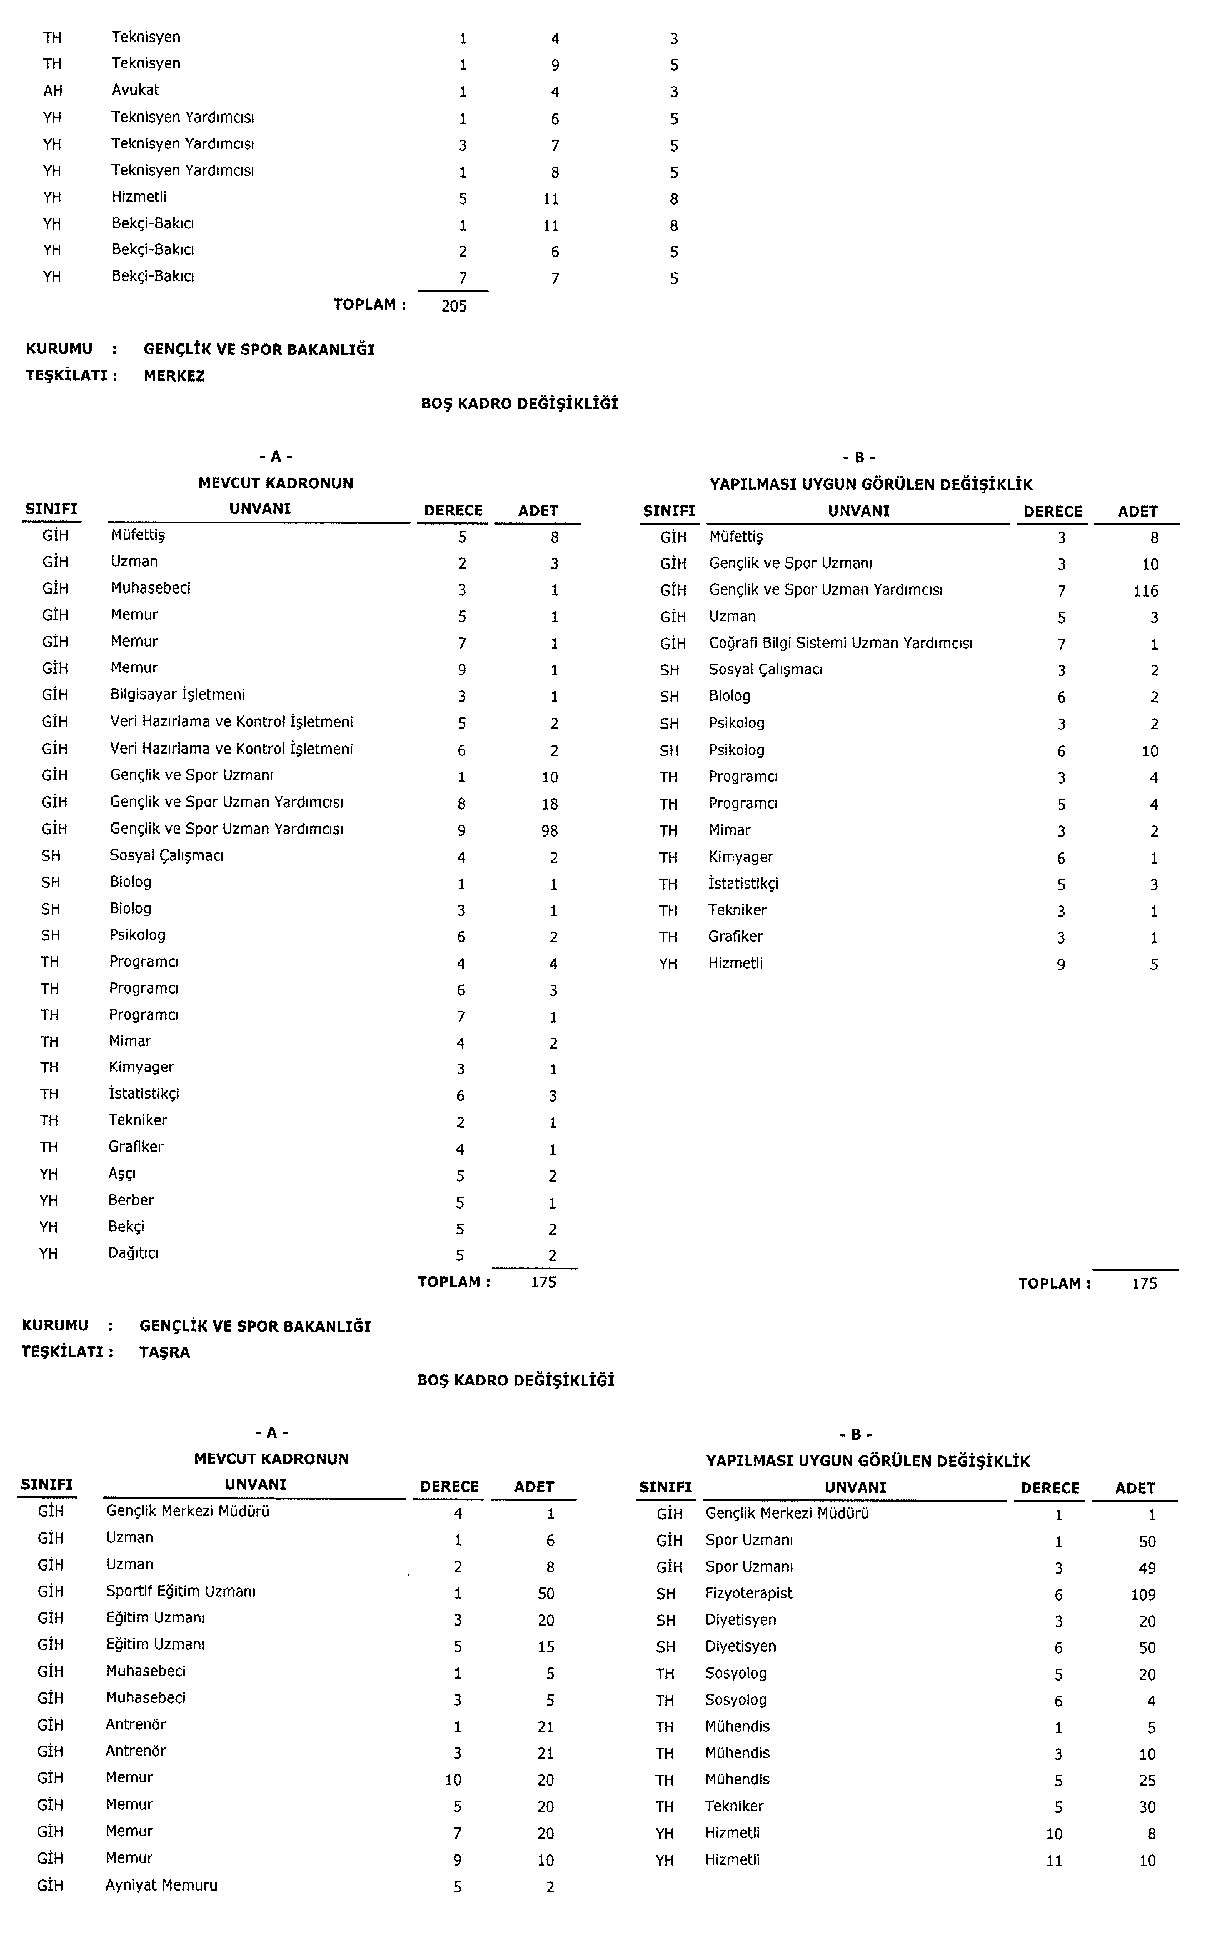 TH Teknisyen 1 4 3
TH Teknisyen 1 9 5
AH Avukat 1 4 3
YH Teknisyen Yardımcısı 1 6 5
YH Teknisyen Yardımcısı 3 7 5
YH Teknisyen Yardımcısı 1 8 5
YH Hizmetli 5 11 8
YH Bekçi-Bakıcı 1 11 8
YH Bekçi-Bakıcı 2 6 5
YH Bekçi-Bakıcı 7 7 5
TOPLAM : 205
KURUMU : GENÇLİK VE SPOR BAKANLIĞI
TEŞKİLATI : MERKEZ
BOŞ KADRO DEĞİŞİKLİĞİ
- A - - B -
MEVCUT KADRONUN YAPILMASI UYGUN GÖRÜLEN DEĞİŞİKLİK
SINIFI UNVANI DERECE ADET SINIFI UNVANI DERECE ADET
GİH Müfettiş 5 8 GİH Müfettiş 3 8
GİH Uzman 2 3 GİH Gençlik ve Spor Uzmanı 3 10
GİH Muhasebeci 3 1 GİH Gençlik ve Spor Uzman Yardımcısı 7 116
GİH Memur 5 1 GİH Uzman 5 3
GİH Memur 7 1 GİH Coğrafi Bilgi Sistemi Uzman Yardımcısı 7 1
GİH Memur 9 1 SH Sosyal Çalışmacı 3 2
GİH Bilgisayar İşletmeni 3 1 SH Biolog 6 2
GİH Veri Hazırlama ve Kontrol İşletmeni 5 2 SH Psikolog 3 2
GİH Veri Hazırlama ve Kontrol İşletmeni 6 2 SH Psikolog 6 10
GİH Gençlik ve Spor Uzmanı 1 10 TH Programcı 3 4
GİH Gençlik ve Spor Uzman Yardımcısı 8 18 TH Programcı 5 4
GİH Gençlik ve Spor Uzman Yardımcısı 9 98 TH Mimar 3 2
SH Sosyal Çalışmacı 4 2 TH Kimyager 6 1
SH Biolog 1 1 TH İstatistikçi 5 3
SH Biolog 3 1 TH Tekniker 3 1
SH Psikolog 6 2 TH Grafiker 3 1
TH Programcı 4 4 YH Hizmetli 9 5
TH Programcı 6 3
TH Programcı 7 1
TH Mimar 4 2
TH Kimyager 3 1
TH İstatistikçi 6 3
TH Tekniker 2 1
TH Grafiker 4 1
YH Aşçı 5 2
YH Berber 5 1
YH Bekçi 5 2
YH Dağıtıcı 5 2
TOPLAM : 175 TOPLAM : 175
KURUMU : GENÇLİK VE SPOR BAKANLIĞI
TEŞKİLATI : TAŞRA
BOŞ KADRO DEĞİŞİKLİĞİ
- A - - B -
MEVCUT KADRONUN YAPILMASI UYGUN GÖRÜLEN DEĞİŞİKLİK
SINIFI UNVANI DERECE ADET SINIFI UNVANI DERECE ADET
GİH Gençlik Merkezi Müdürü 4 1 GİH Gençlik Merkezi Müdürü 1 1
GİH Uzman 1 6 GİH Spor Uzmanı 1 50
GİH Uzman 2 8 GİH Spor Uzmanı 3 49
GİH Sportif Eğitim Uzmanı 1 50 SH Fizyoterapist 6 109
GİH Eğitim Uzmanı 3 20 SH Diyetisyen 3 20
GİH Eğitim Uzmanı 5 15 SH Diyetisyen 6 50
GİH Muhasebeci 1 5 TH Sosyolog 5 20
GİH Muhasebeci 3 5 TH Sosyolog 6 4
GİH Antrenör 1 21 TH Mühendis 1 5
GİH Antrenör 3 21 TH Mühendis 3 10
GİH Memur 10 20 TH Mühendis 5 25
GİH Memur 5 20 TH Tekniker 5 30
GİH Memur 7 20 YH Hizmetli 10 8
GİH Memur 9 10 YH Hizmetli 11 10
GİH Ayniyat Memuru 5 2